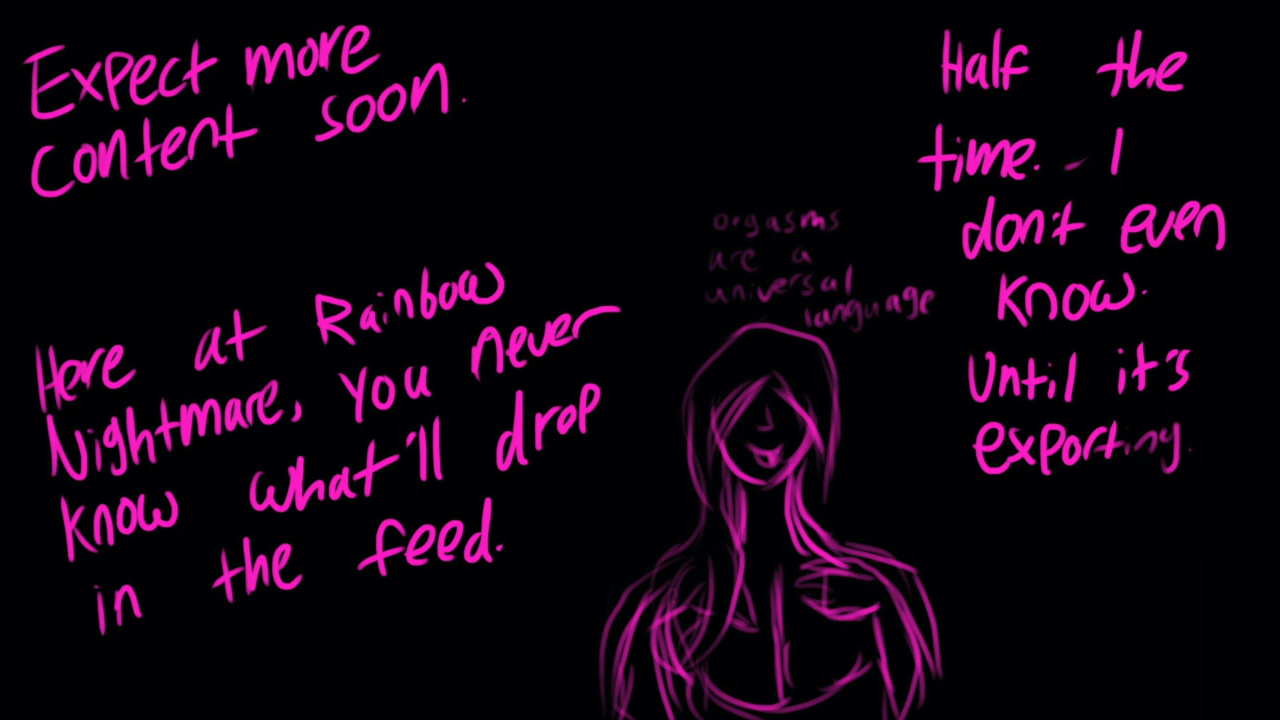 Expect more
content soon.
Here at Rainbow
Nightmare, you never
know what'll drop
in the feed.
orgasms
are a
universal
language
Half the
time.. I
don't even
know.
Until it's
exporting.